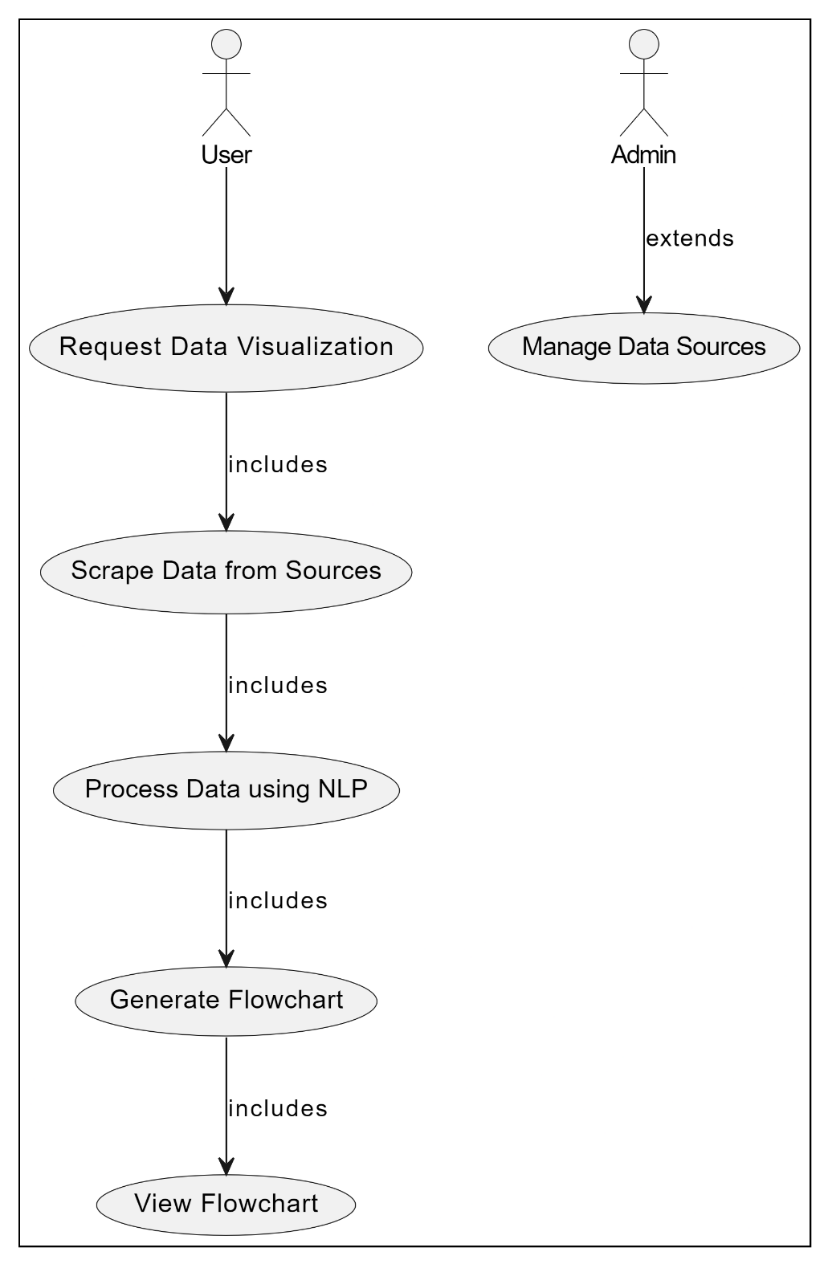 User
Admin
extends
Request Data Visualization
Manage Data Sources
includes
Scrape Data from Sources
includes
Process Data using NLP
includes
Generate Flowchart
includes
View Flowchart